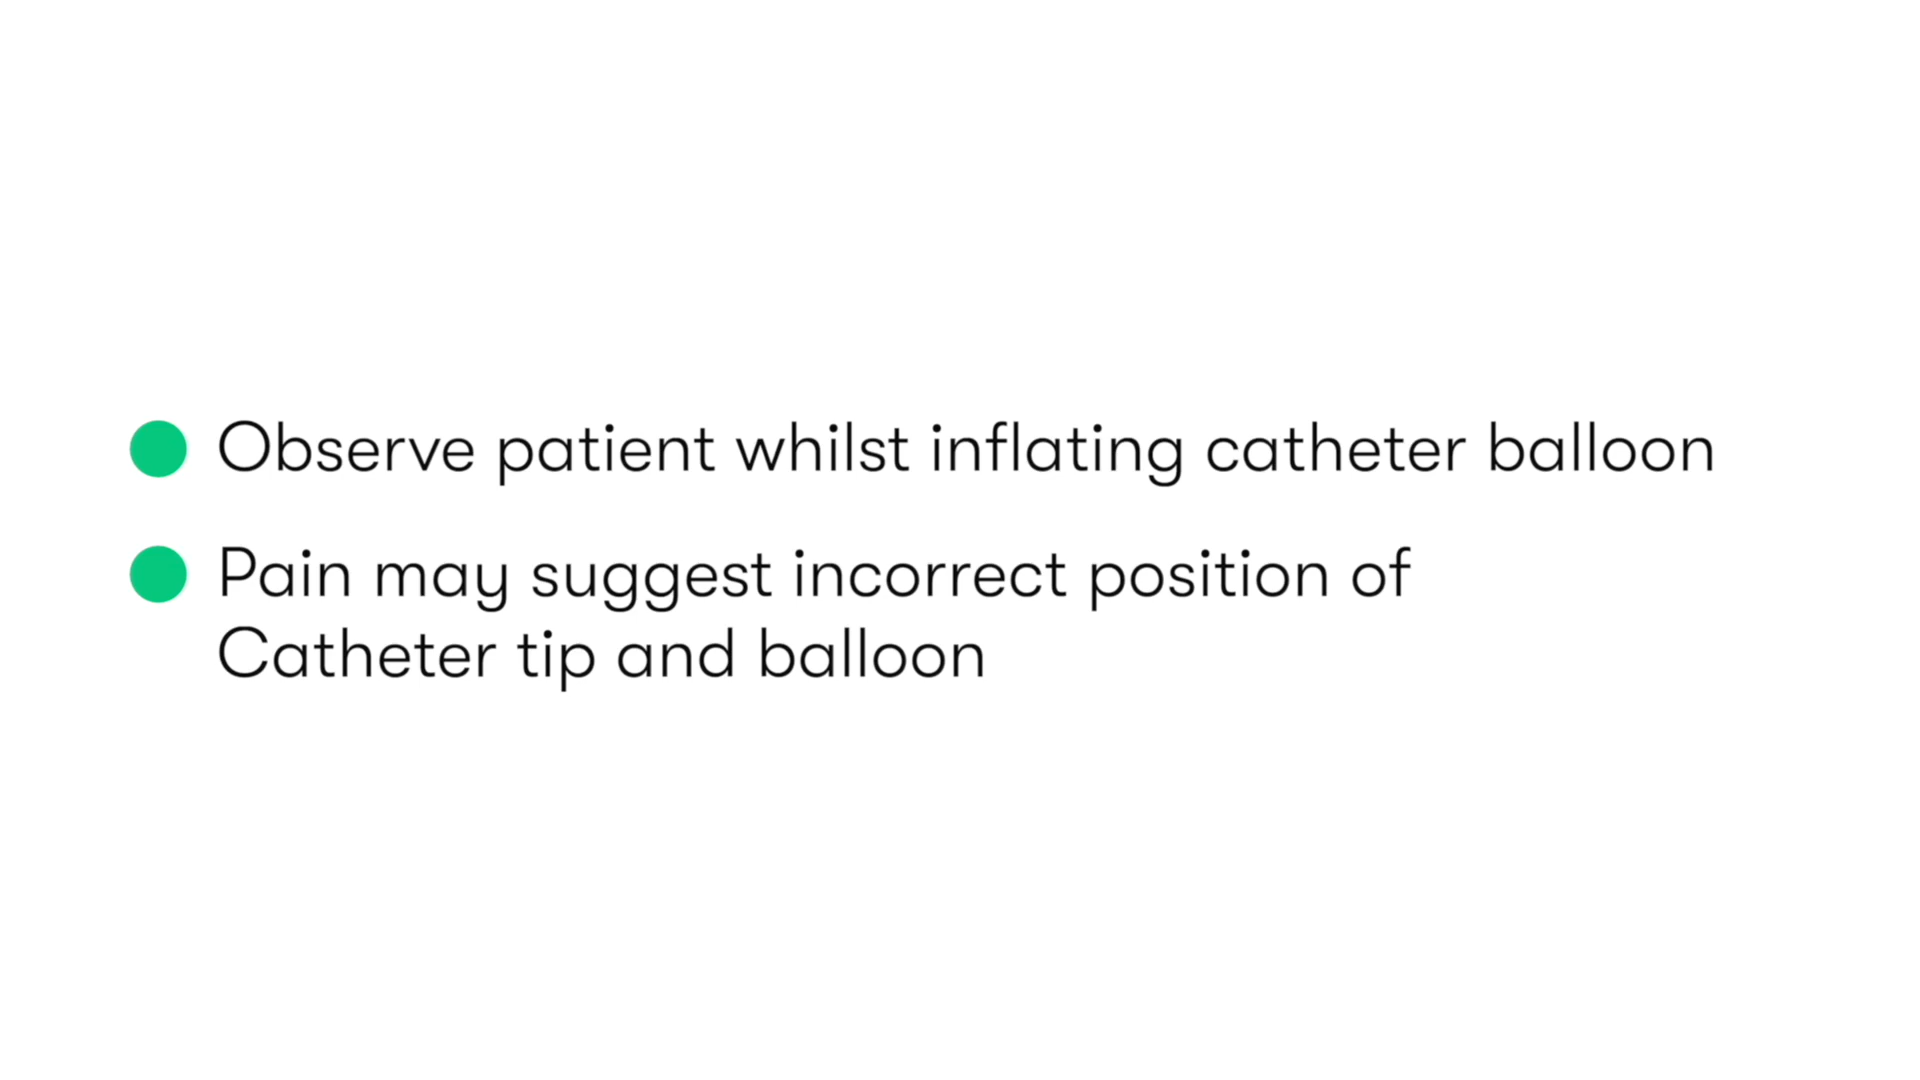 Observe patient whilst inflating catheter balloon
Pain may suggest incorrect position of
Catheter tip and balloon